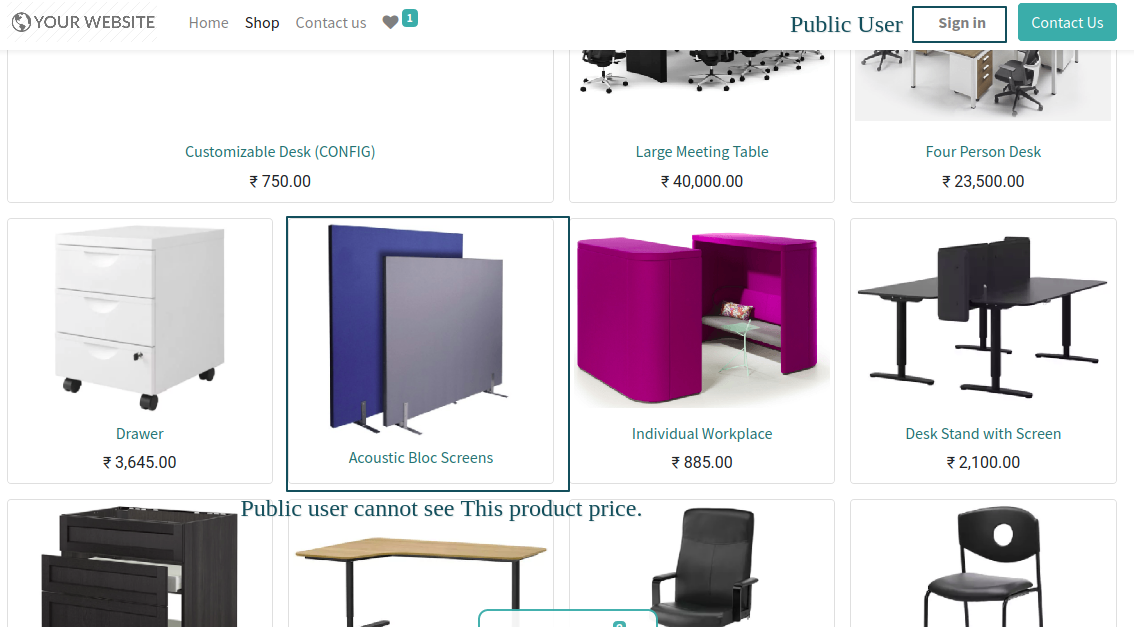 YOUR WEBSITE Home Shop Contact us 1 Public User Sign in Contact Us
Customizable Desk (CONFIG) Large Meeting Table Four Person Desk
₹ 750.00 ₹ 40,000.00 ₹ 23,500.00
Drawer Acoustic Bloc Screens Individual Workplace Desk Stand with Screen
₹ 3,645.00 ₹ 885.00 ₹ 2,100.00
Public user cannot see This product price.